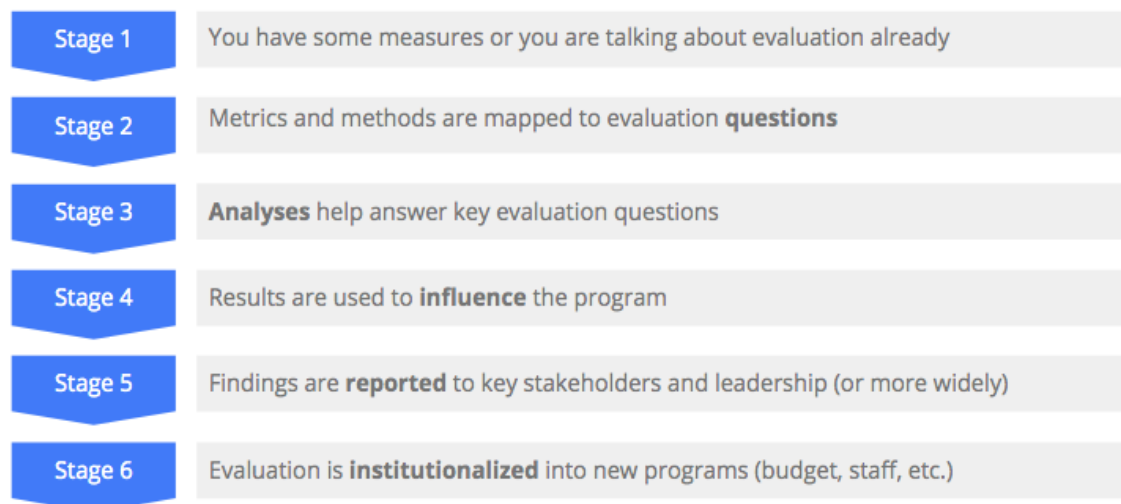 Stage 1
You have some measures or you are talking about evaluation already
Stage 2
Metrics and methods are mapped to evaluation questions
Stage 3
Analyses help answer key evaluation questions
Stage 4
Results are used to influence the program
Stage 5
Findings are reported to key stakeholders and leadership (or more widely)
Stage 6
Evaluation is institutionalized into new programs (budget, staff, etc.)